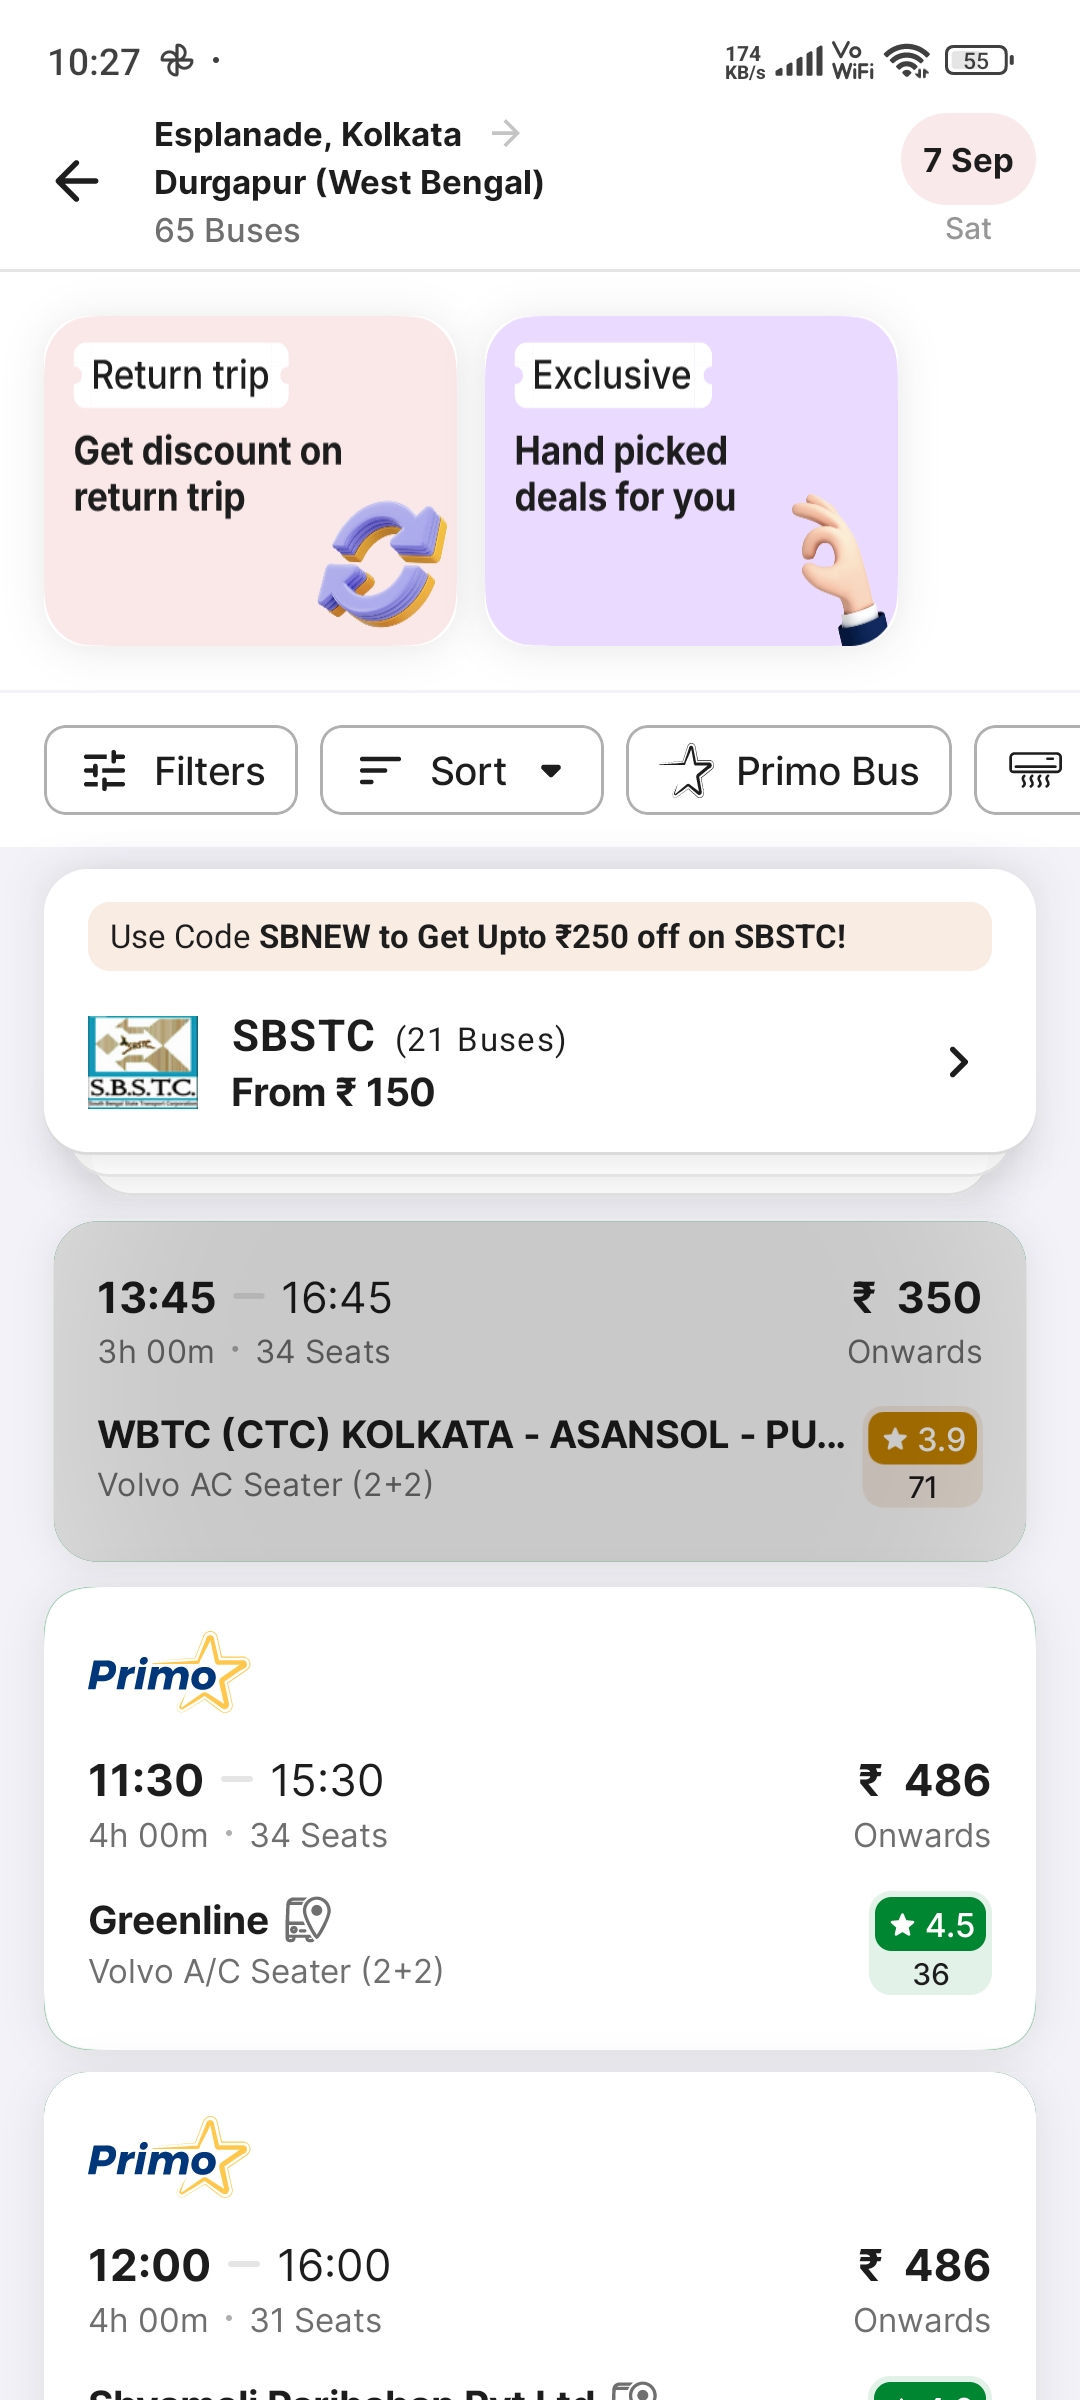 10:27
174 KB/s
Vo WiFi
55
Esplanade, Kolkata
Durgapur (West Bengal)
65 Buses
7 Sep
Sat
Return trip
Get discount on
return trip
Exclusive
Hand picked
deals for you
Filters
Sort
Primo Bus
Use Code SBNEW to Get Upto ₹250 off on SBSTC!
S.B.S.T.C.
SBSTC (21 Buses)
From ₹ 150
13:45 — 16:45
₹ 350
3h 00m · 34 Seats
Onwards
WBTC (CTC) KOLKATA - ASANSOL - PU...
3.9
Volvo AC Seater (2+2)
71
Primo
11:30 — 15:30
₹ 486
4h 00m · 34 Seats
Onwards
Greenline
4.5
Volvo A/C Seater (2+2)
36
Primo
12:00 — 16:00
₹ 486
4h 00m · 31 Seats
Onwards
Shyamoli Paribahan Pvt Ltd